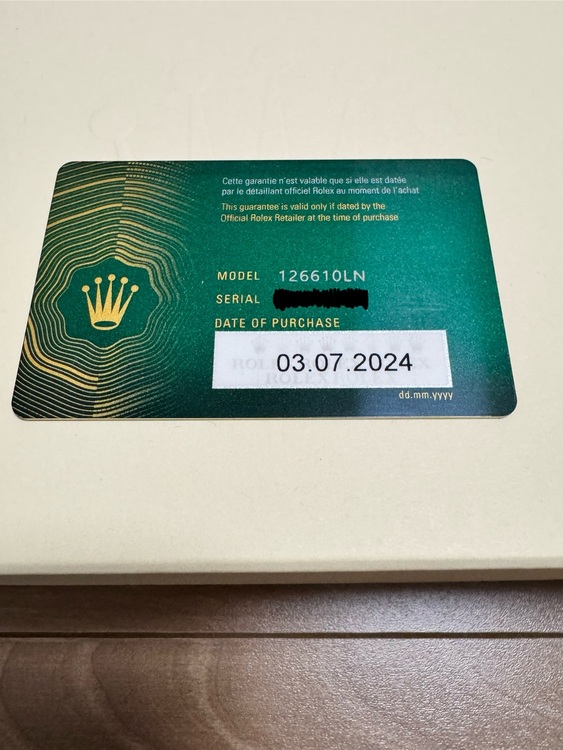 Cette garantie n'est valable que si elle est datée
par le détaillant officiel Rolex au moment de l'achat
This guarantee is valid only if dated by the
Official Rolex Retailer at the time of purchase
MODEL 126610LN
SERIAL
DATE OF PURCHASE
03.07.2024
dd.mm.yyyy